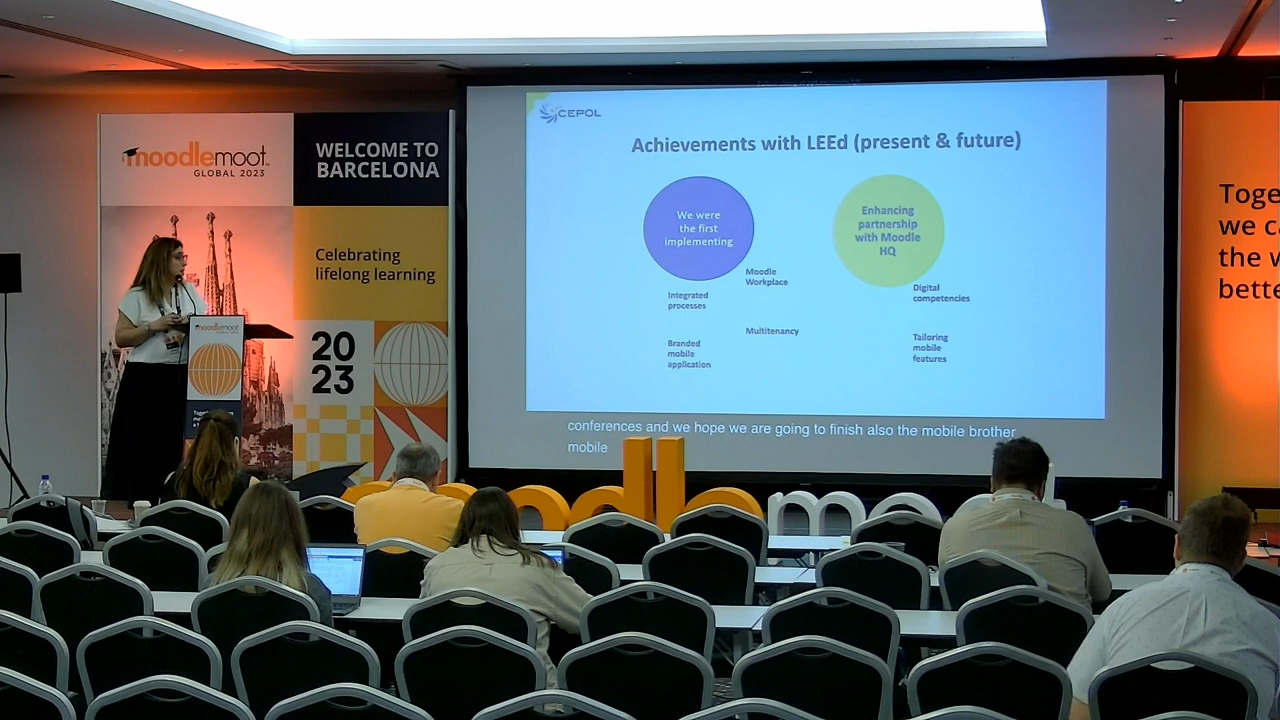 moodlemoot
GLOBAL 2023
WELCOME TO
BARCELONA
Celebrating
lifelong learning
20
23
moodlemoot
CEPOL
Achievements with LEEd (present & future)
We were
the first
implementing
Moodle
Workplace
Integrated
processes
Multitenancy
Branded
mobile
application
Enhancing
partnership
with Moodle
HQ
Digital
competencies
Tailoring
mobile
features
conferences and we hope we are going to finish also the mobile brother
mobile
Toge
we ca
the w
bette